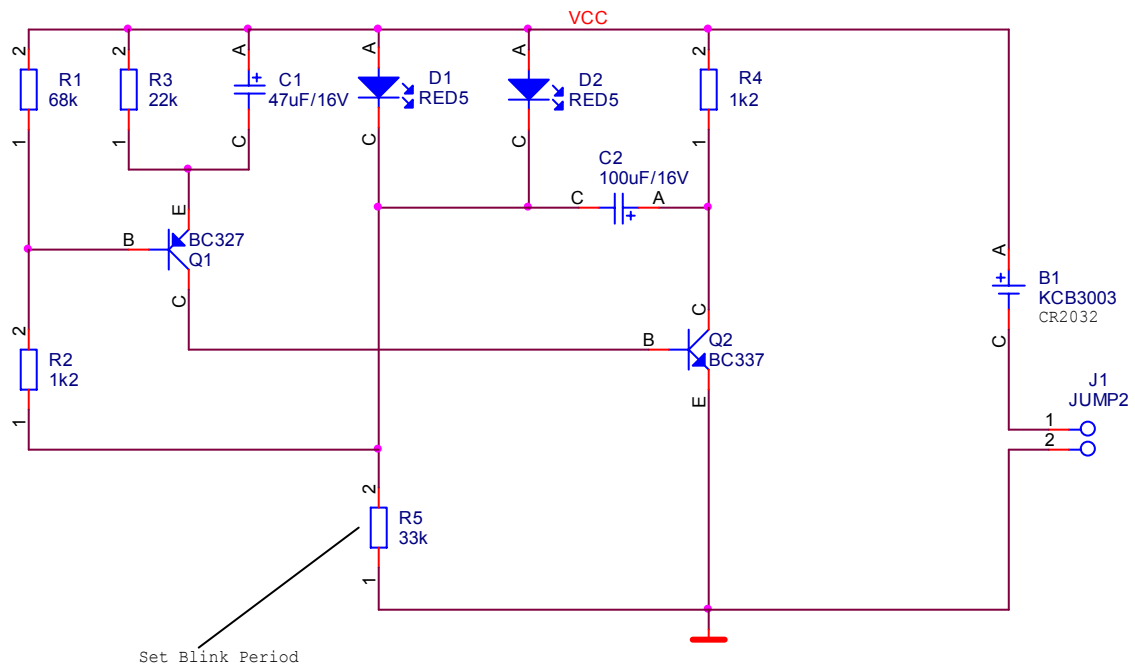 VCC
2
R1
68k
1
2
R3
22k
1
A
C1
47uF/16V
C
A
D1
RED5
C
A
D2
RED5
C
2
R4
1k2
1
C2
100uF/16V
C
A
E
B
BC327
Q1
C
A
B1
KCB3003
CR2032
C
2
R2
1k2
1
B
C
Q2
BC337
E
J1
JUMP2
1
2
2
R5
33k
1
Set Blink Period